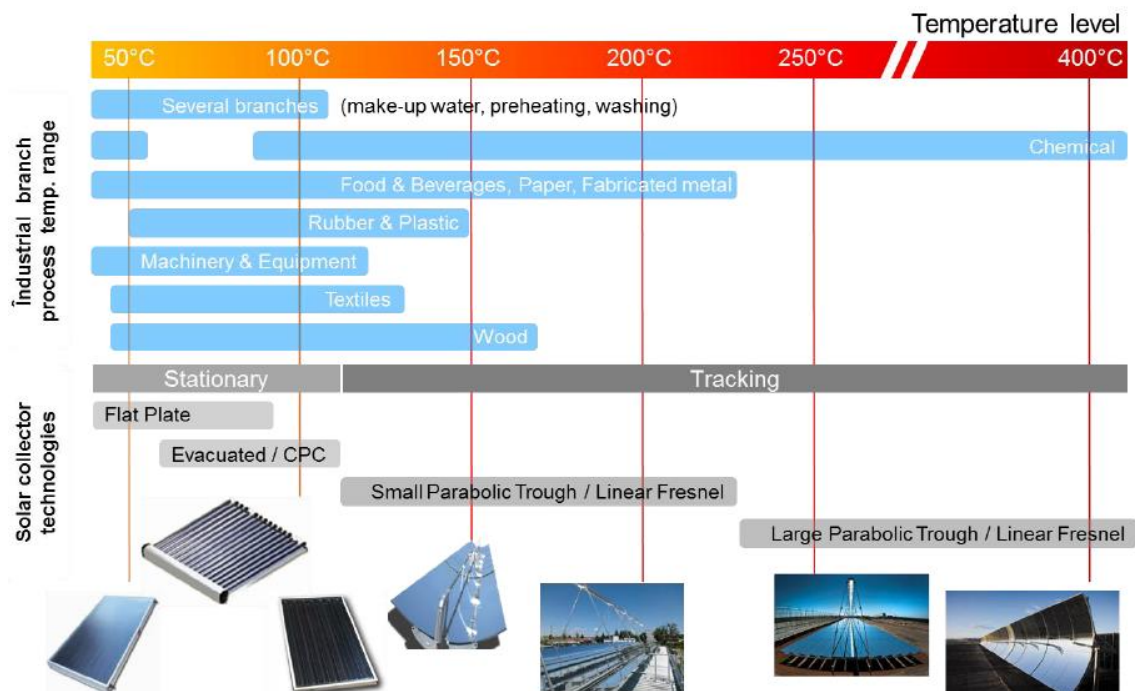 Temperature level
50°C 100°C 150°C 200°C 250°C 400°C
Îndustrial branch
process temp. range
Several branches (make-up water, preheating, washing)
Chemical
Food & Beverages, Paper, Fabricated metal
Rubber & Plastic
Machinery & Equipment
Textiles
Wood
Solar collector
technologies
Stationary Tracking
Flat Plate
Evacuated / CPC
Small Parabolic Trough / Linear Fresnel
Large Parabolic Trough / Linear Fresnel